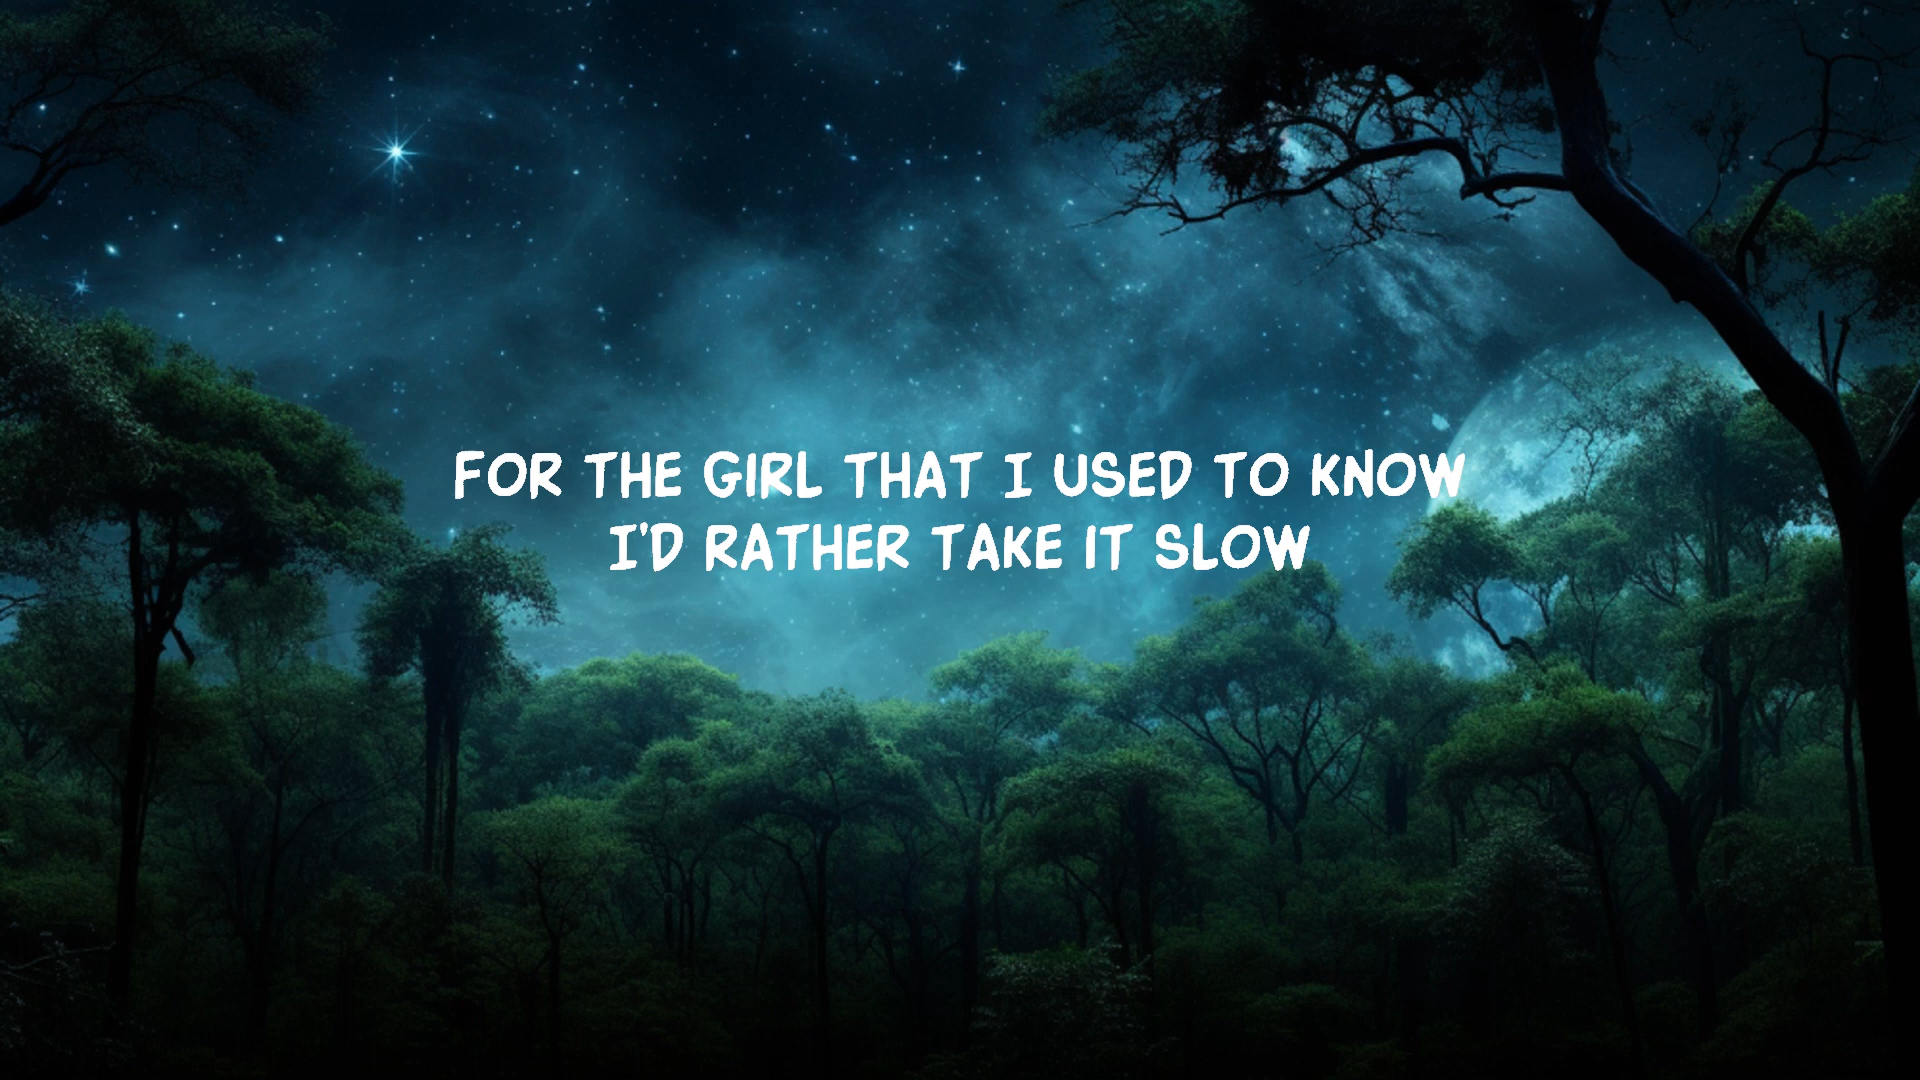 FOR THE GIRL THAT I USED TO KNOW
I'D RATHER TAKE IT SLOW